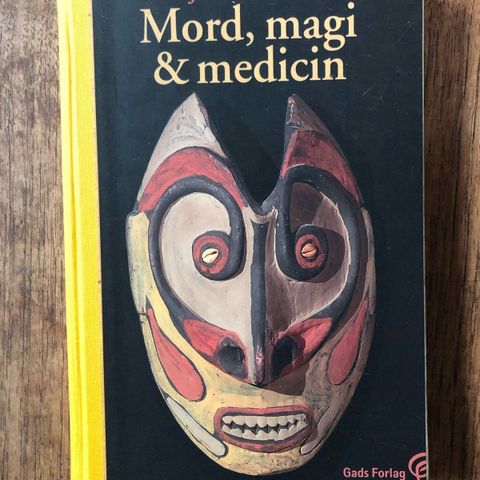 Mord, magi
& medicin
Gads Forlag